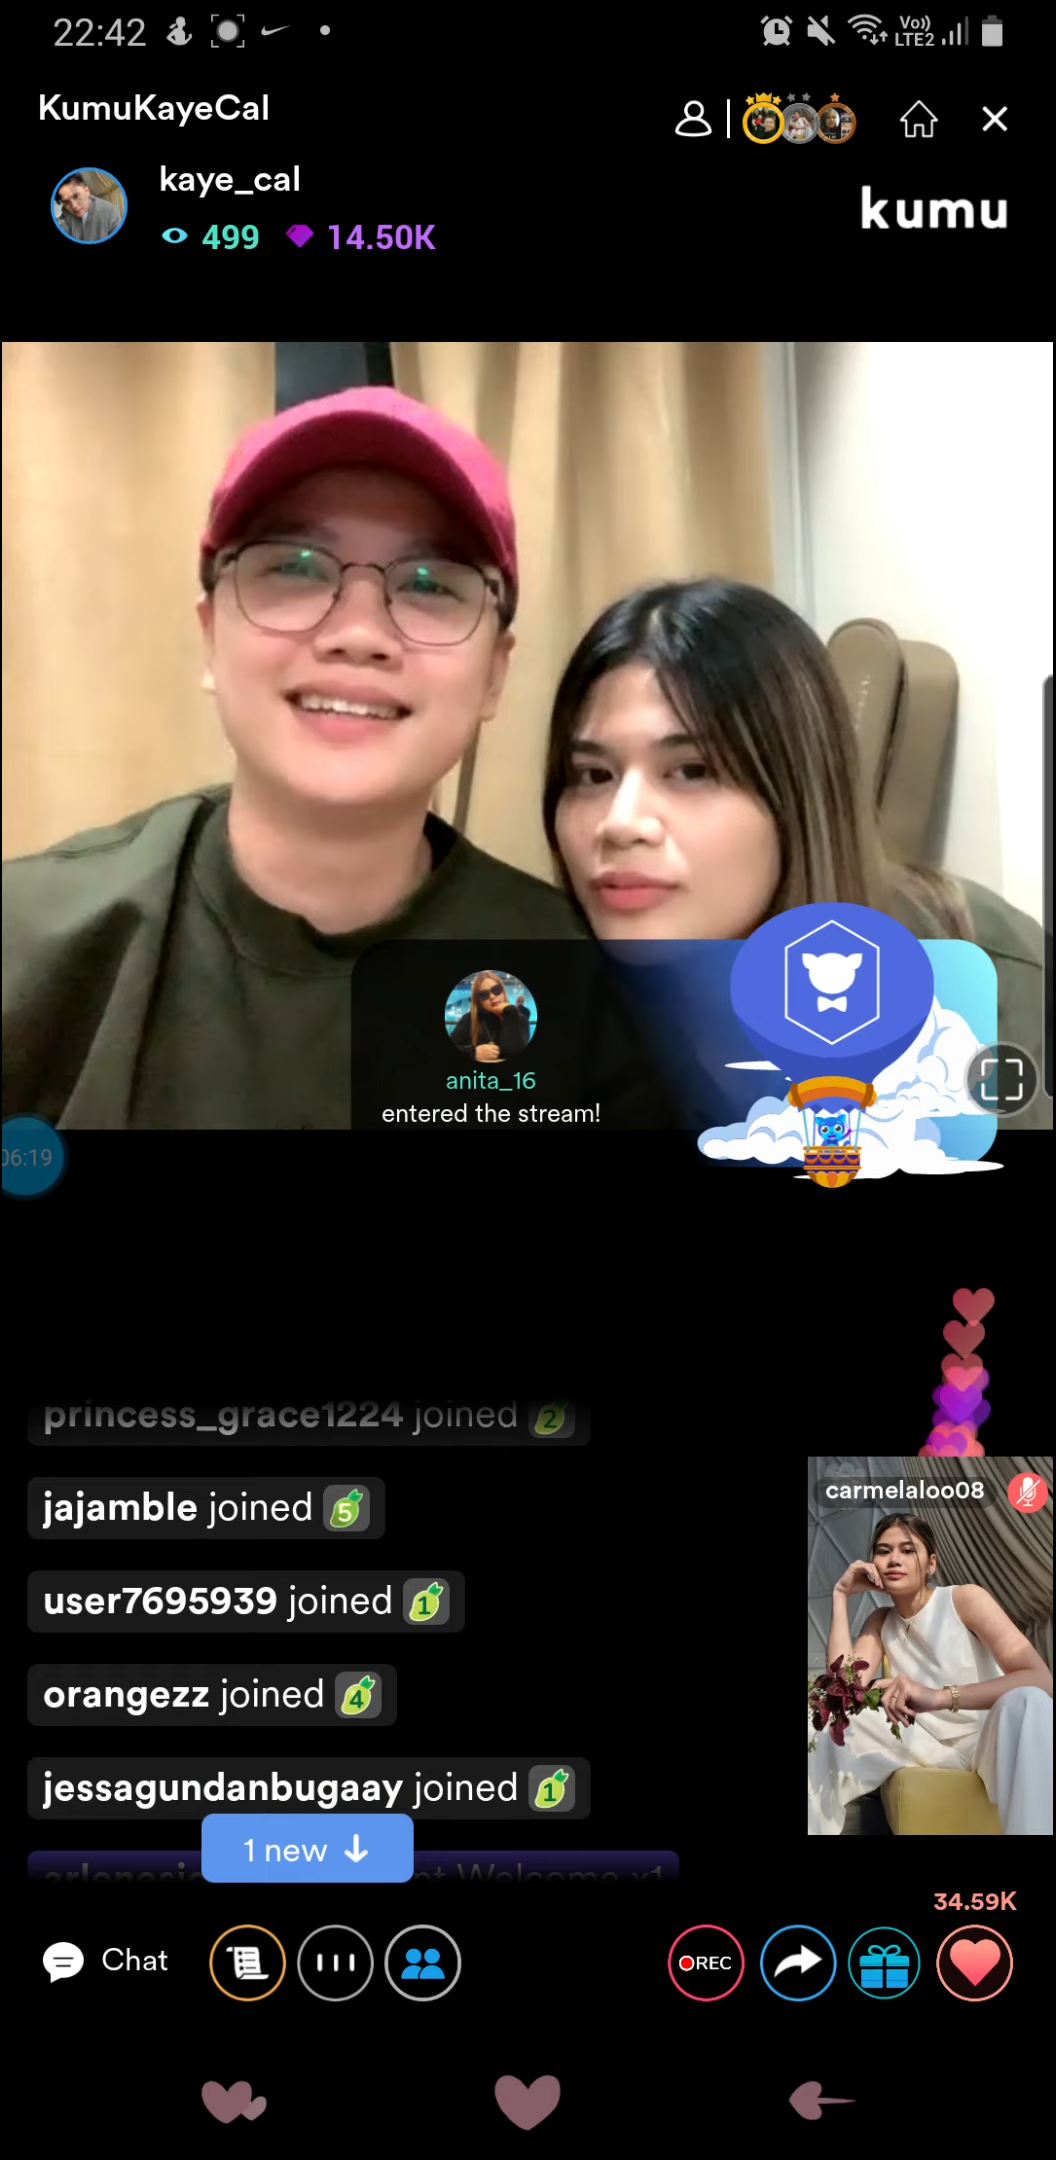 22:42
Vo))
LTE2
KumuKayeCal
kaye_cal
499 14.50K
kumu
anita_16
entered the stream!
06:19
princess_grace1224 joined 2
jajamble joined 5
carmelaloo08
user7695939 joined 1
orangezz joined 4
jessagundanbugaay joined 1
1 new
Welcome x1
34.59K
Chat
REC